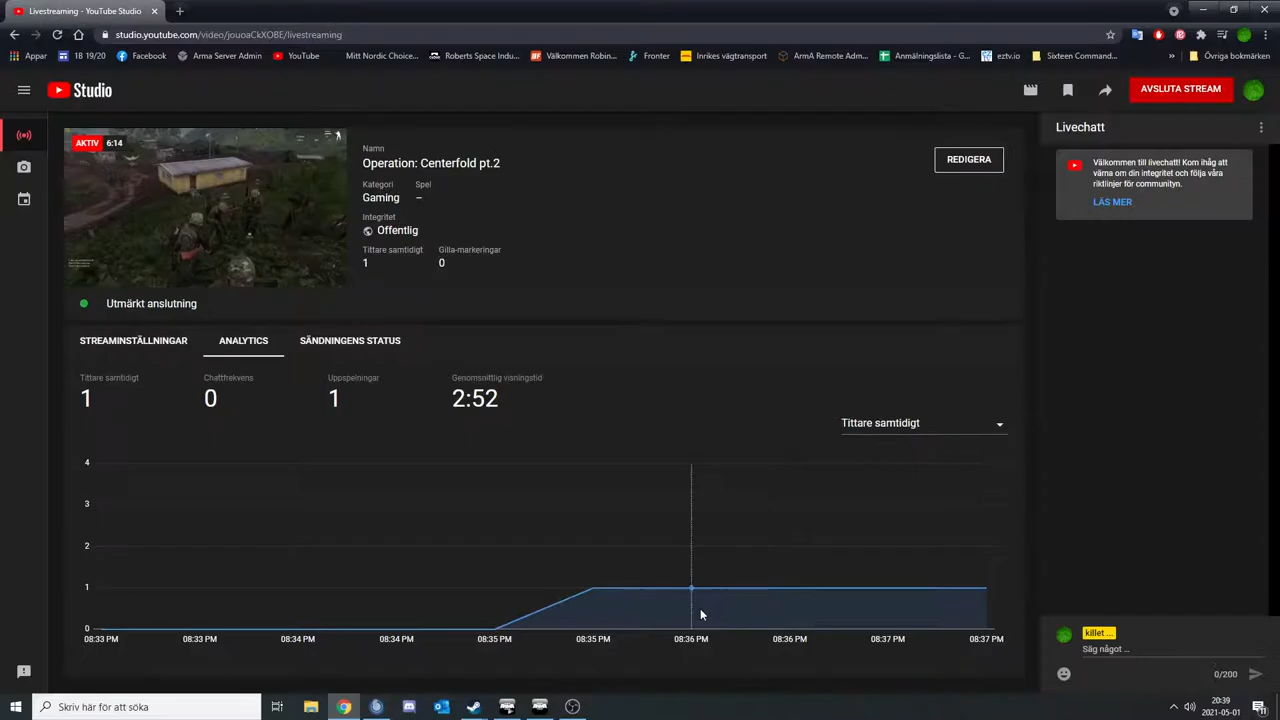 Livestreaming - YouTube Studio
studio.youtube.com/video/jouoaCkXOBE/livestreaming
Appar
18 19/20
Facebook
Arma Server Admin
YouTube
Mitt Nordic Choice...
Roberts Space Indu...
Välkommen Robin...
Fronter
Inrikes vägtransport
ArmA Remote Adm...
Anmälningslista - G...
eztv.io
Sixteen Command...
»
Övriga bokmärken
Studio
AVSLUTA STREAM
AKTIV 6:14
Namn
Operation: Centerfold pt.2
REDIGERA
Kategori Spel
Gaming –
Integritet
Offentlig
Tittare samtidigt Gilla-markeringar
1 0
Utmärkt anslutning
STREAMINSTÄLLNINGAR ANALYTICS SÄNDNINGENS STATUS
Tittare samtidigt Chattfrekvens Uppspelningar Genomsnittlig visningstid
1 0 1 2:52
Tittare samtidigt
4
3
2
1
0
08:33 PM 08:33 PM 08:34 PM 08:34 PM 08:35 PM 08:35 PM 08:36 PM 08:36 PM 08:37 PM 08:37 PM
Livechatt
Välkommen till livechatt! Kom ihåg att
värna om din integritet och följa våra
riktlinjer för communityn.
LÄS MER
killet ...
Säg något ...
0/200
Skriv här för att söka
20:39
2021-05-01